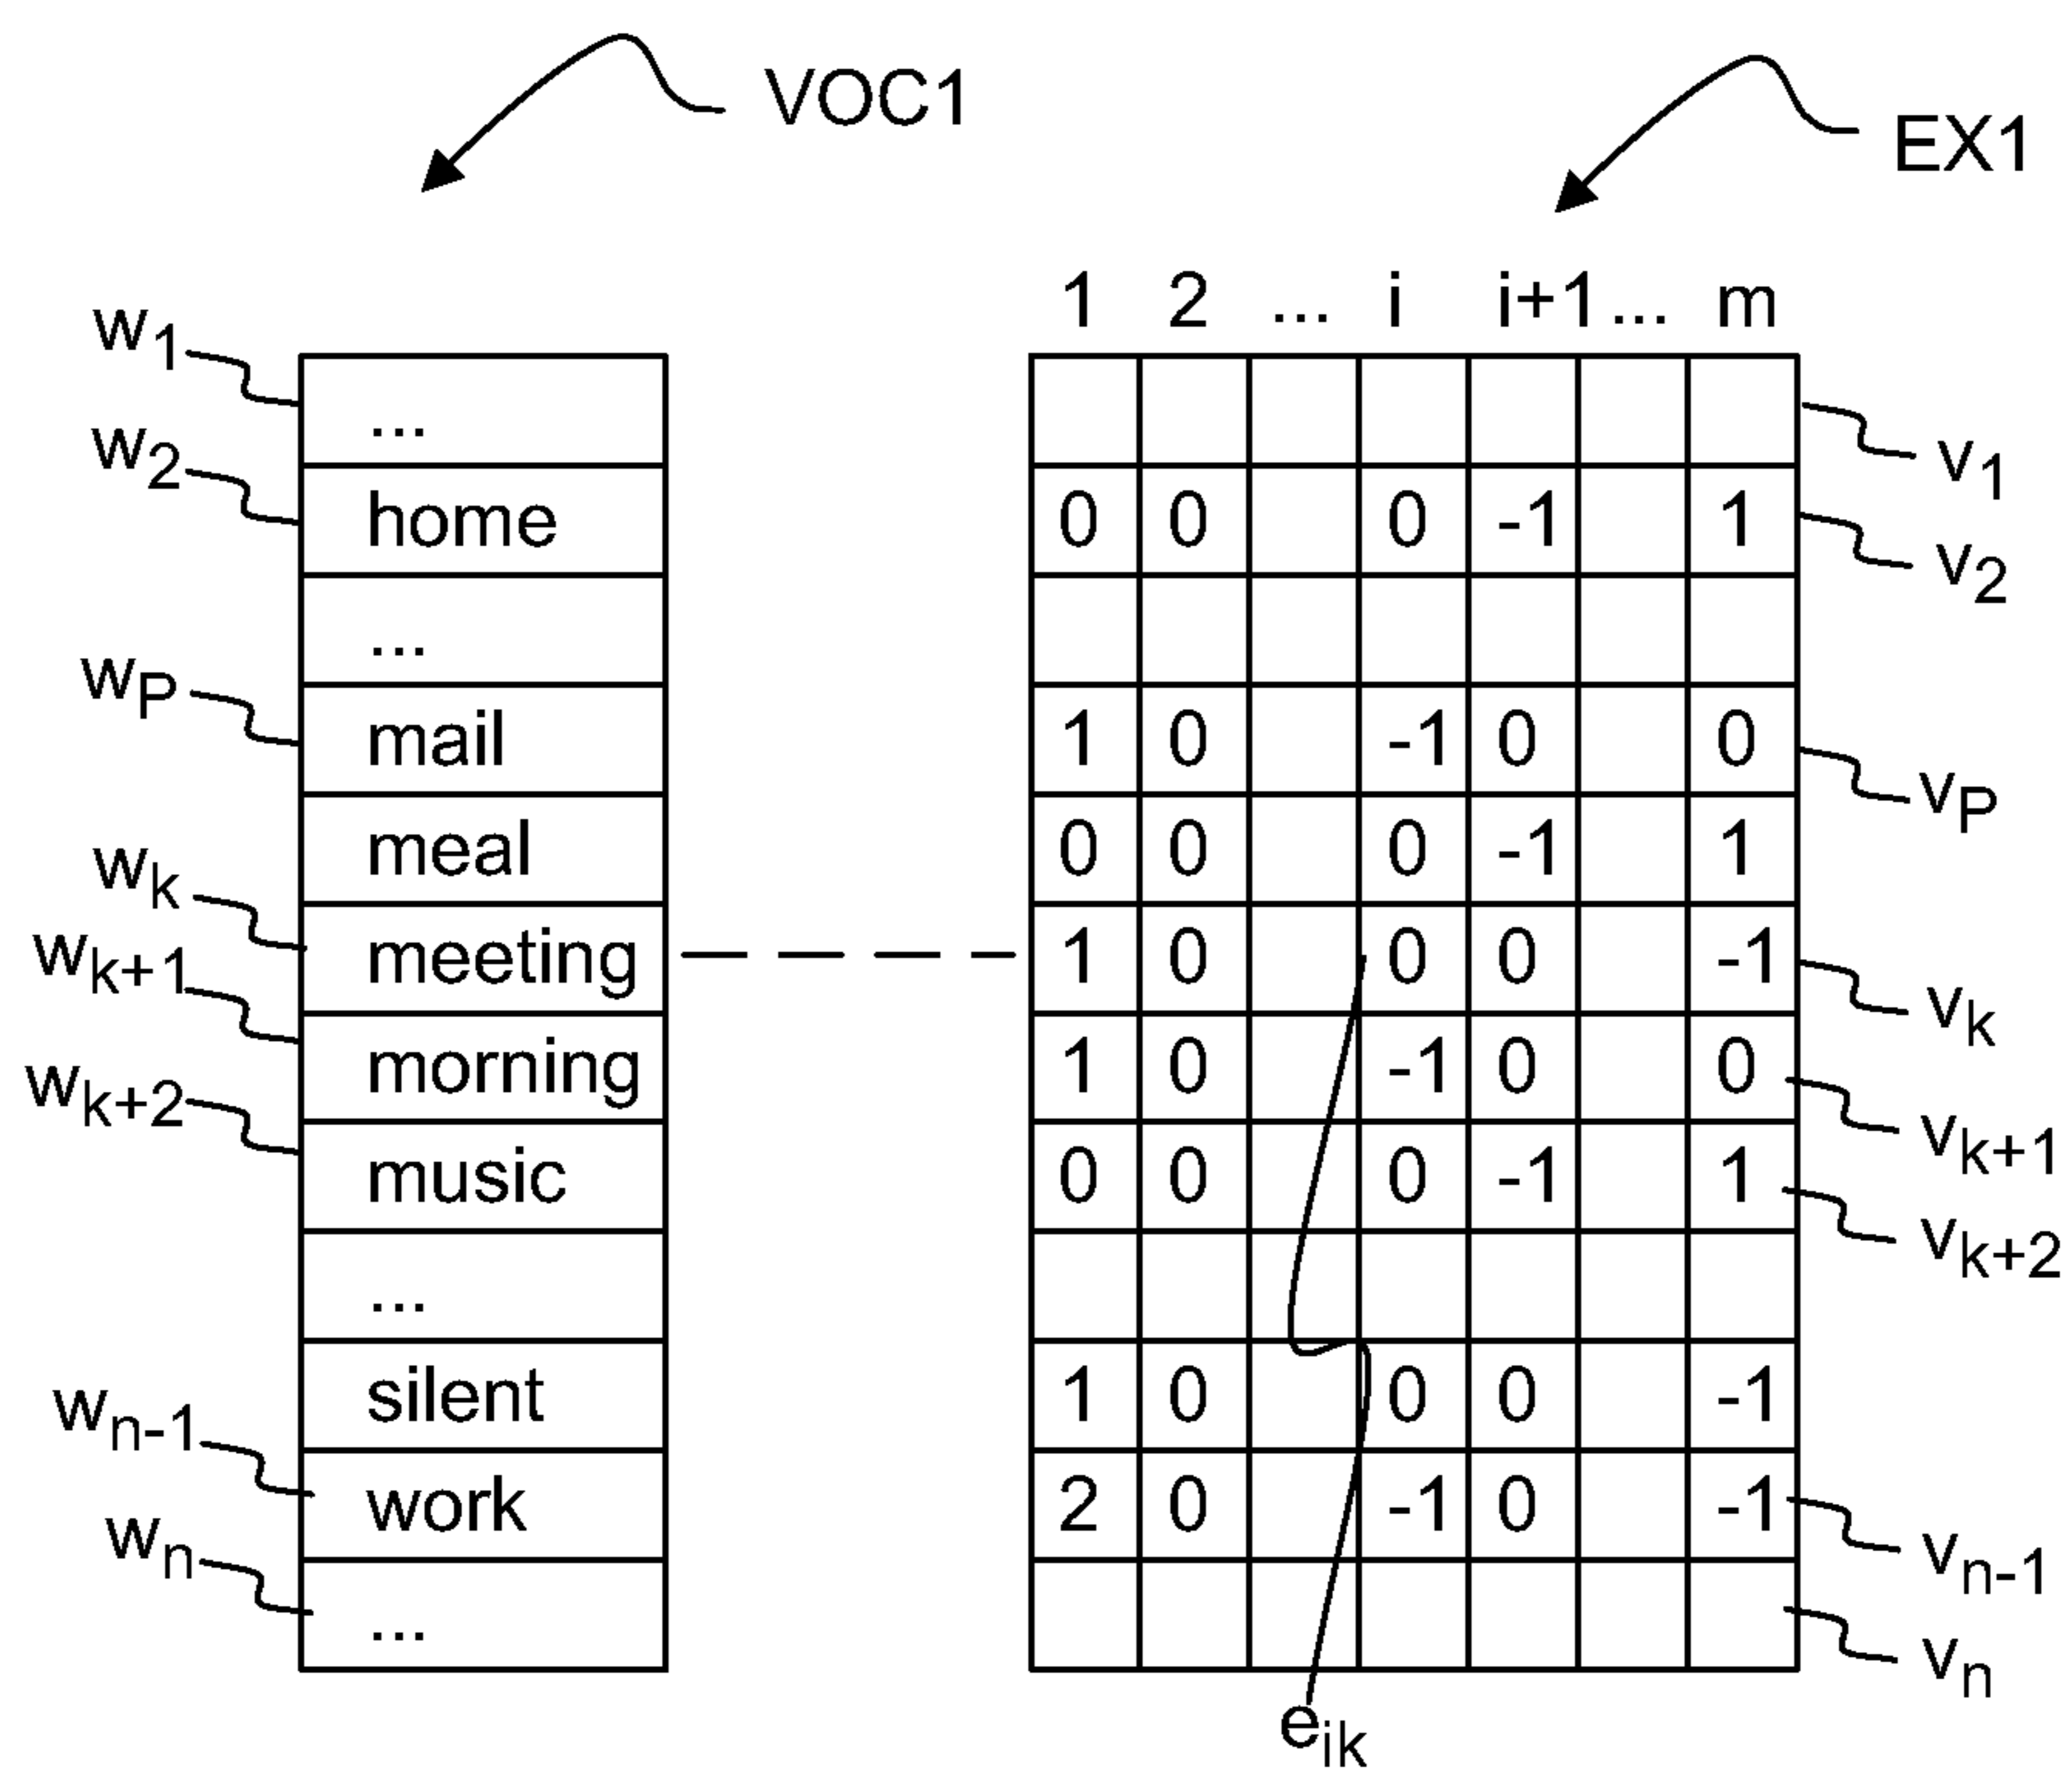 VOC1
EX1
1 2 ... i i+1 ... m
w1 ... v1
w2 home 0 0 0 -1 1 v2
...
wP mail 1 0 -1 0 0 vP
meal 0 0 0 -1 1
wk meeting 1 0 0 0 -1 vk
wk+1 morning 1 0 -1 0 0 vk+1
wk+2 music 0 0 0 -1 1 vk+2
...
silent 1 0 0 0 -1
wn-1 work 2 0 -1 0 -1 vn-1
wn ... vn
eik